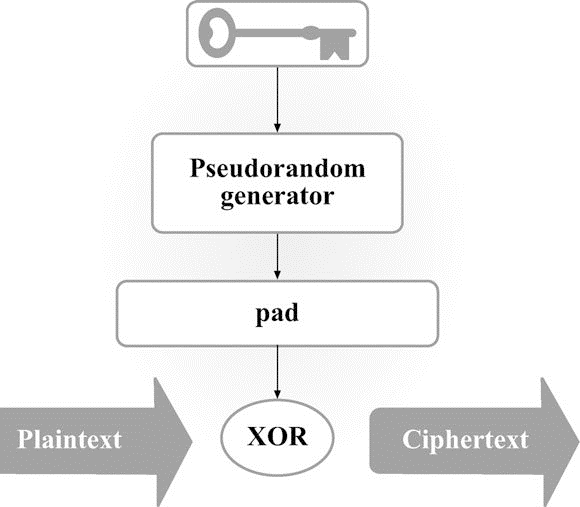 Pseudorandom
generator
pad
Plaintext
XOR
Ciphertext